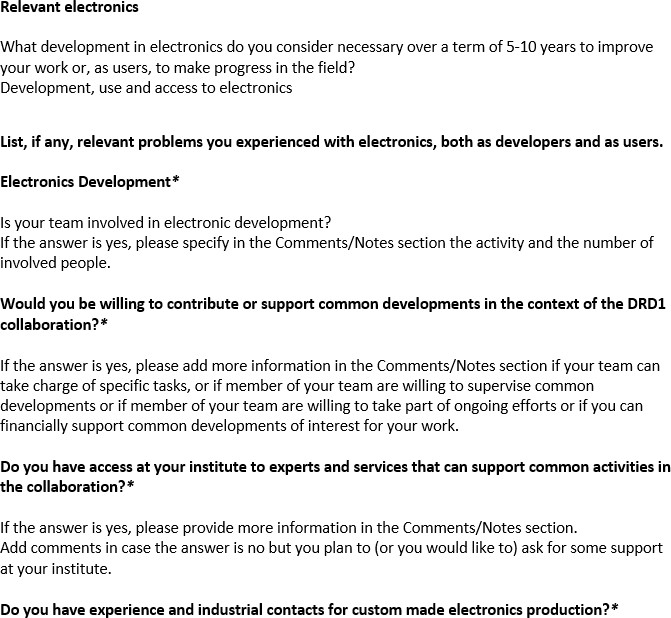 Relevant electronics
What development in electronics do you consider necessary over a term of 5-10 years to improve
your work or, as users, to make progress in the field?
Development, use and access to electronics
List, if any, relevant problems you experienced with electronics, both as developers and as users.
Electronics Development*
Is your team involved in electronic development?
If the answer is yes, please specify in the Comments/Notes section the activity and the number of
involved people.
Would you be willing to contribute or support common developments in the context of the DRD1
collaboration?*
If the answer is yes, please add more information in the Comments/Notes section if your team can
take charge of specific tasks, or if member of your team are willing to supervise common
developments or if member of your team are willing to take part of ongoing efforts or if you can
financially support common developments of interest for your work.
Do you have access at your institute to experts and services that can support common activities in
the collaboration?*
If the answer is yes, please provide more information in the Comments/Notes section.
Add comments in case the answer is no but you plan to (or you would like to) ask for some support
at your institute.
Do you have experience and industrial contacts for custom made electronics production?*